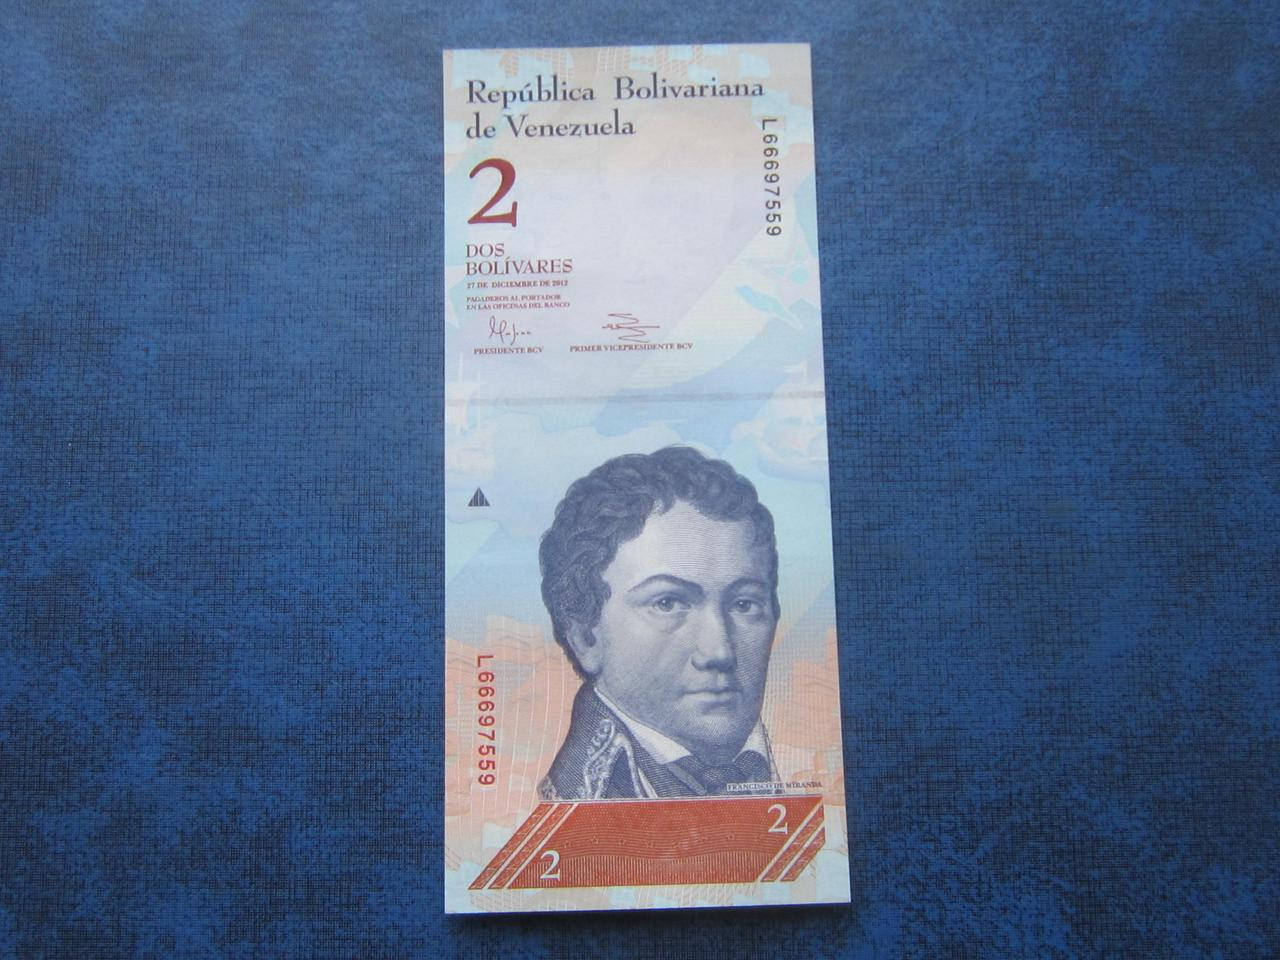 República Bolivariana
de Venezuela
L66697559
2
DOS
BOLÍVARES
27 DE DICIEMBRE DE 2012
PAGADEROS AL PORTADOR
EN LAS OFICINAS DEL BANCO
PRESIDENTE BCV
PRIMER VICEPRESIDENTE BCV
L66697559
FRANCISCO DE MIRANDA
2
2